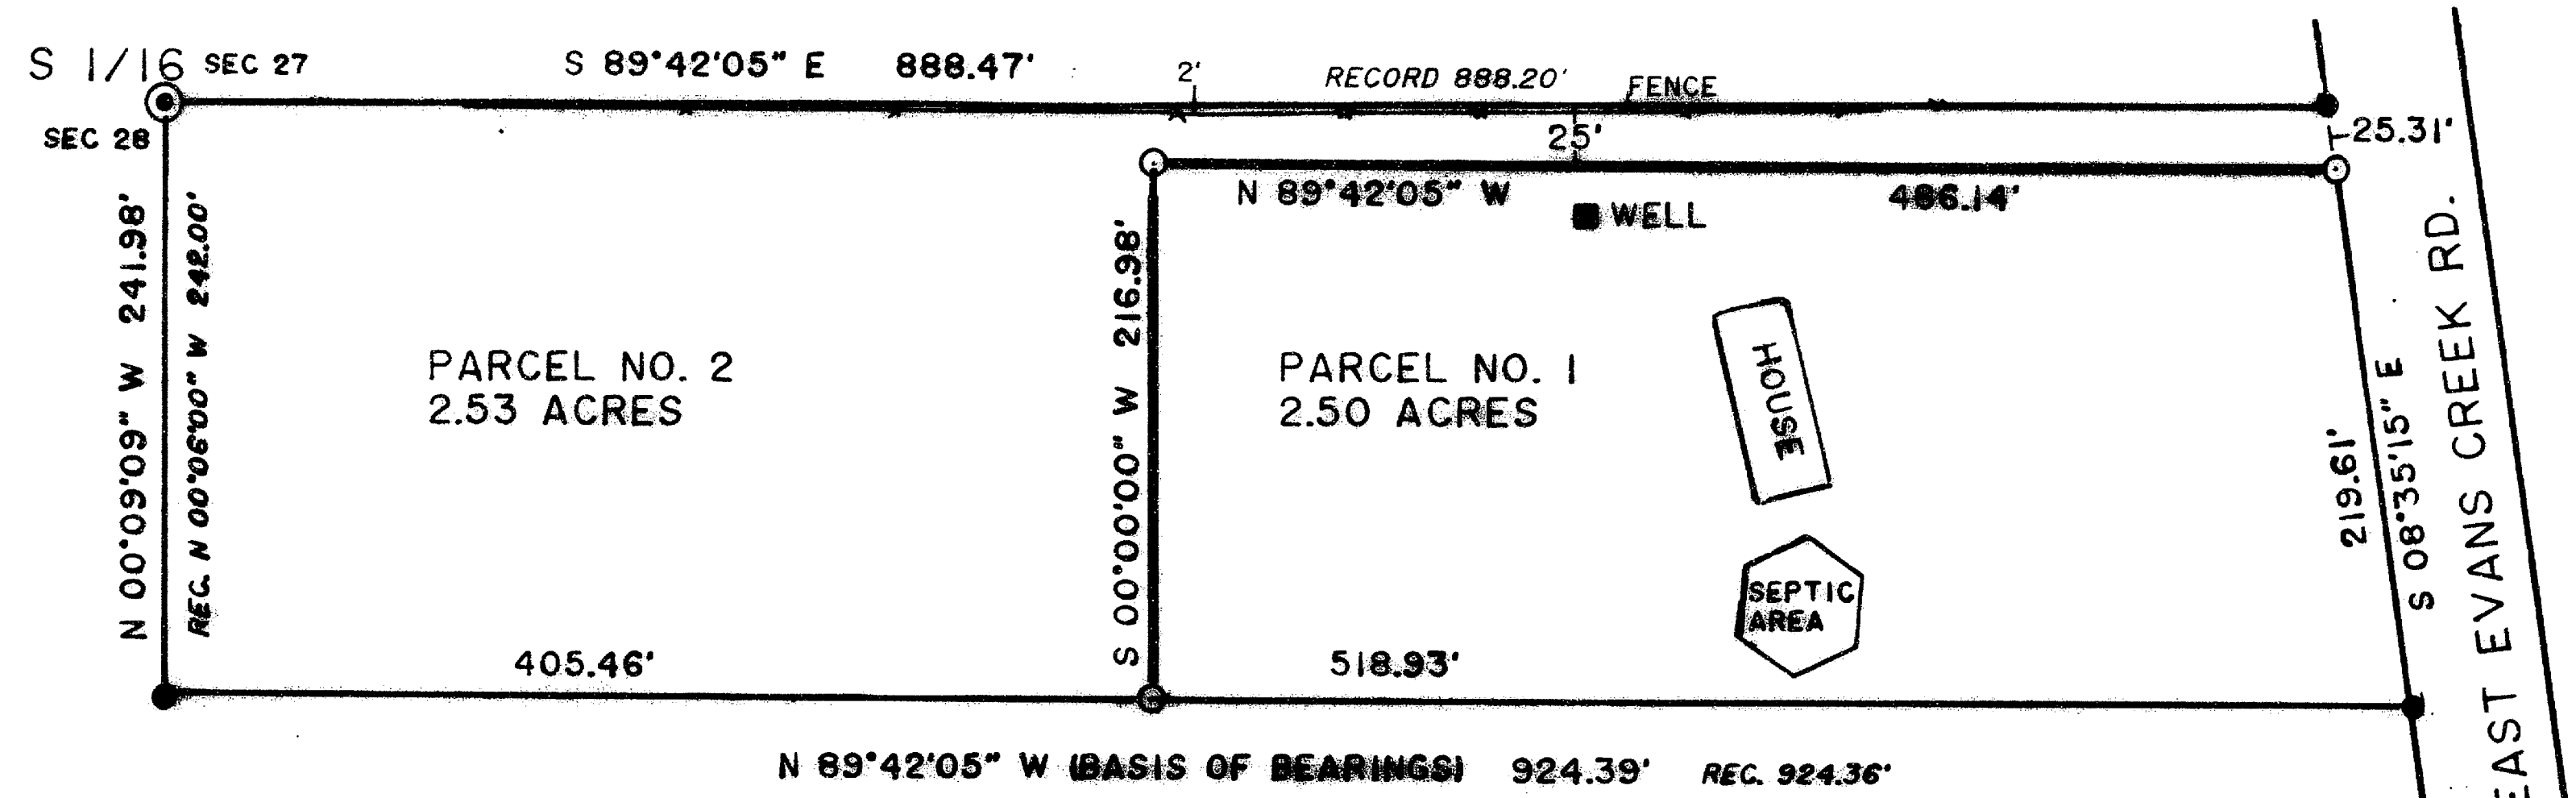 S 1/16 SEC 27
S 89°42'05" E 888.47'
2'
RECORD 888.20'
FENCE
SEC 28
25'
25.31'
N 89°42'05" W 486.14'
WELL
N 00°09'09" W 241.98'
REC. N 00°06'00" W 242.00'
S 00°00'00" W 216.98'
PARCEL NO. 2
2.53 ACRES
PARCEL NO. 1
2.50 ACRES
HOUSE
SEPTIC
AREA
219.61'
S 08°35'15" E
EAST EVANS CREEK RD.
405.46'
518.93'
N 89°42'05" W (BASIS OF BEARINGS) 924.39' REC. 924.36'